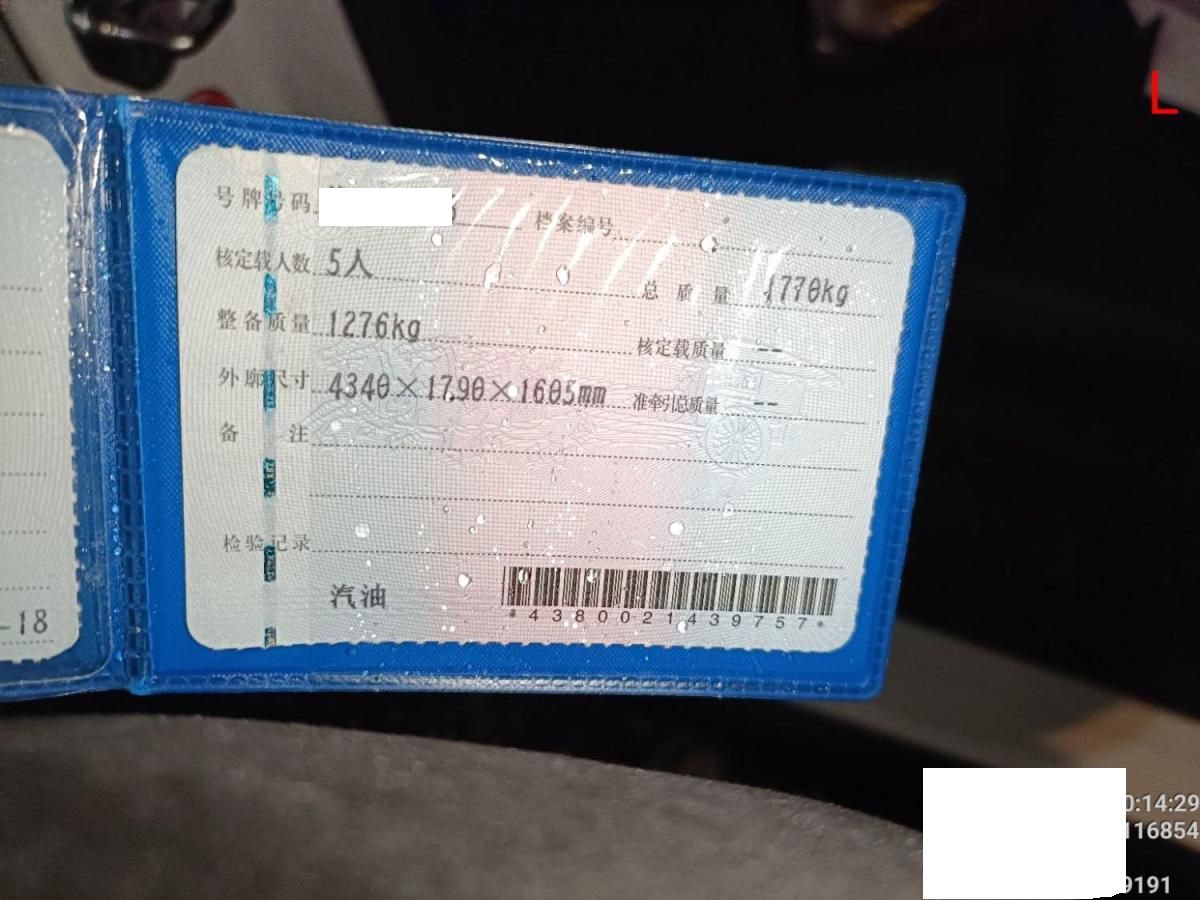 L
号牌号码 档案编号
核定载人数 5人 总质量 1770kg
整备质量 1276kg 核定载质量 --
外廓尺寸 4340×1790×1605mm 准牵引总质量 --
备注
检验记录
汽油
*4380021439757*
-18
0:14:29
116854
9191